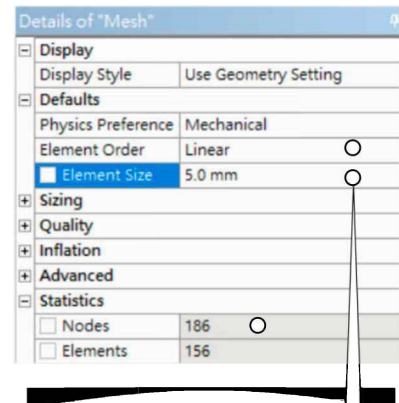 Details of "Mesh"
Display
Display Style Use Geometry Setting
Defaults
Physics Preference Mechanical
Element Order Linear
Element Size 5.0 mm
Sizing
Quality
Inflation
Advanced
Statistics
Nodes 186
Elements 156